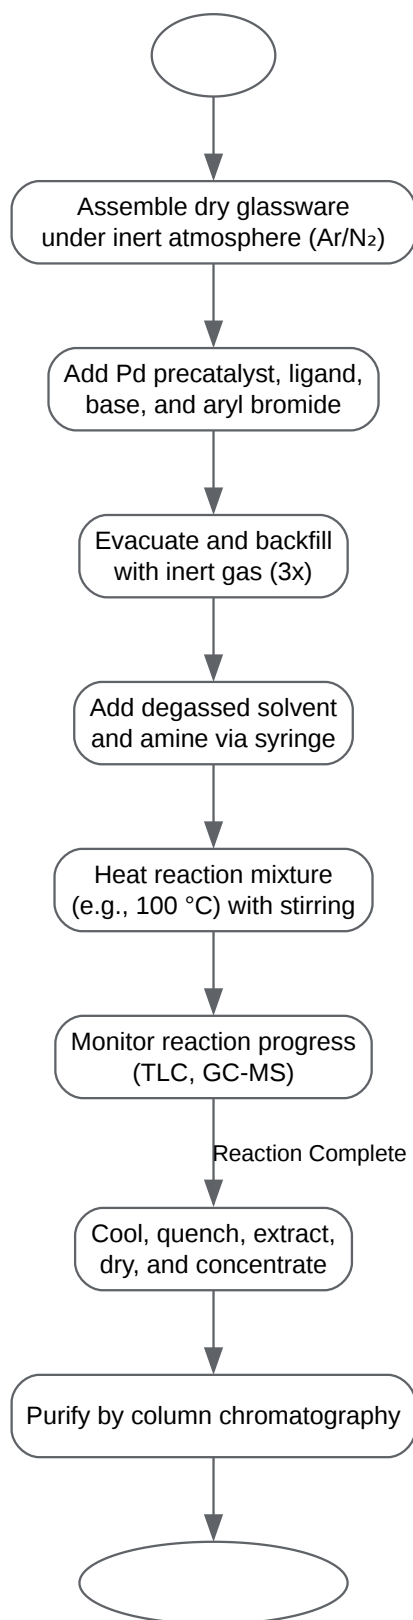 Assemble dry glassware
under inert atmosphere (Ar/N₂)
Add Pd precatalyst, ligand,
base, and aryl bromide
Evacuate and backfill
with inert gas (3x)
Add degassed solvent
and amine via syringe
Heat reaction mixture
(e.g., 100 °C) with stirring
Monitor reaction progress
(TLC, GC-MS)
Reaction Complete
Cool, quench, extract,
dry, and concentrate
Purify by column chromatography